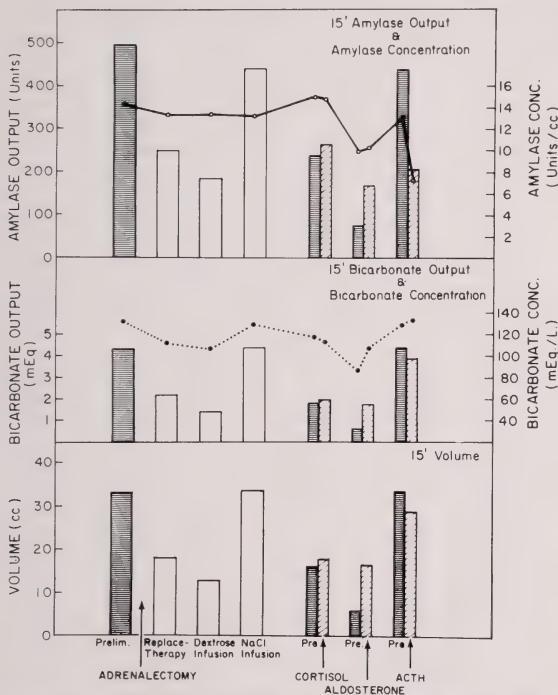 15' Amylase Output
&
Amylase Concentration
AMYLASE OUTPUT (Units)
500
400
300
200
100
0
16
14
12
10
8
6
4
2
AMYLASE CONC.
(Units/cc)
15' Bicarbonate Output
&
Bicarbonate Concentration
BICARBONATE OUTPUT
(mEq)
5
4
3
2
1
140
120
100
80
60
40
BICARBONATE CONC.
(mEq./L.)
15' Volume
VOLUME (cc)
40
30
20
10
0
Prelim. Replace- Dextrose NaCl Pre. Pre. Pre
Therapy Infusion Infusion
ADRENALECTOMY CORTISOL ACTH
ALDOSTERONE